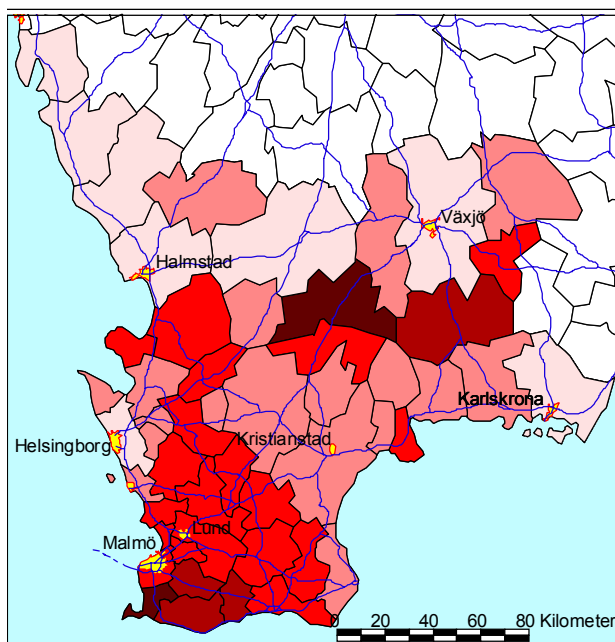 Växjö
Halmstad
Karlskrona
Helsingborg
Kristianstad
Lund
Malmö
0 20 40 60 80 Kilometer